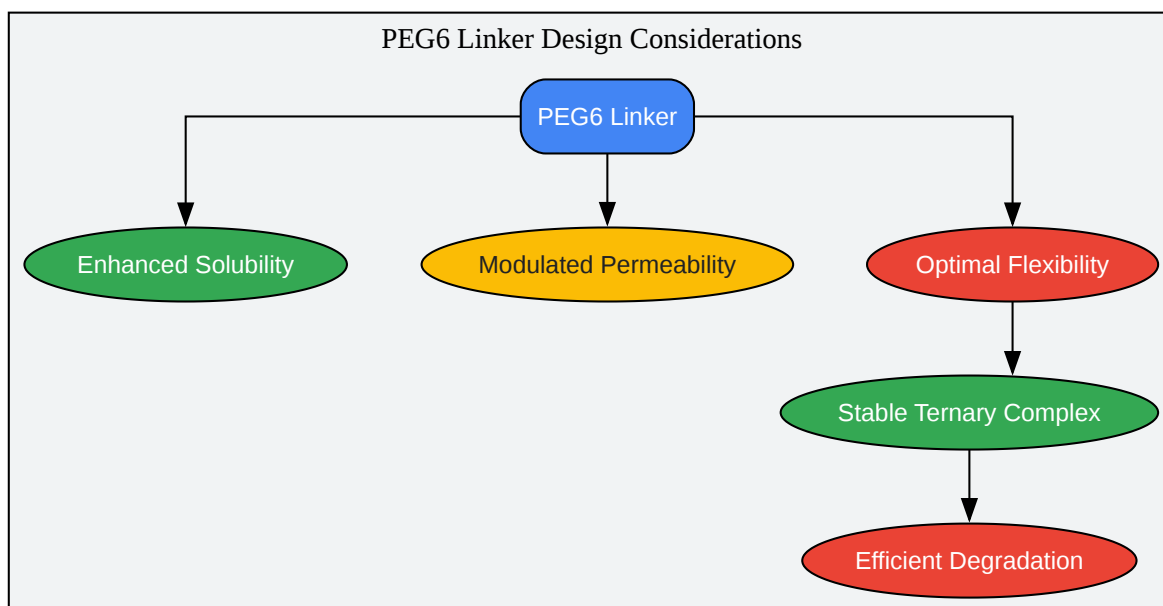 PEG6 Linker Design Considerations
PEG6 Linker
Enhanced Solubility
Modulated Permeability
Optimal Flexibility
Stable Ternary Complex
Efficient Degradation